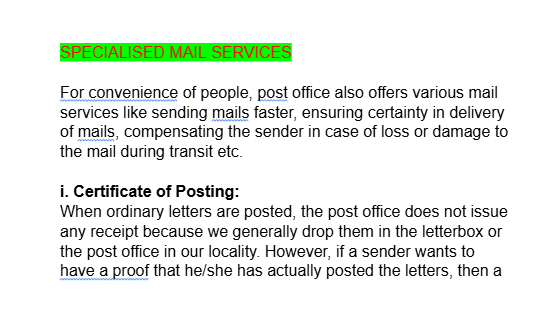 SPECIALISED MAIL SERVICES
For convenience of people, post office also offers various mail
services like sending mails faster, ensuring certainty in delivery
of mails, compensating the sender in case of loss or damage to
the mail during transit etc.
i. Certificate of Posting:
When ordinary letters are posted, the post office does not issue
any receipt because we generally drop them in the letterbox or
the post office in our locality. However, if a sender wants to
have a proof that he/she has actually posted the letters, then a